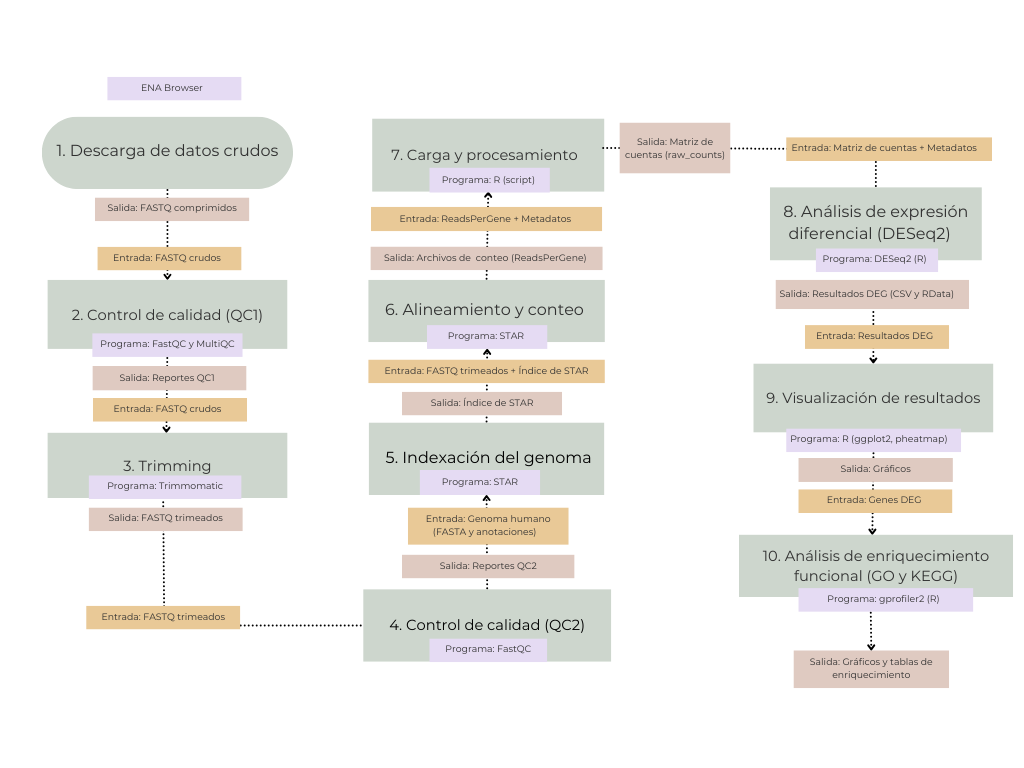 ENA Browser
1. Descarga de datos crudos
Salida: FASTQ comprimidos
Entrada: FASTQ crudos
2. Control de calidad (QC1)
Programa: FastQC y MultiQC
Salida: Reportes QC1
Entrada: FASTQ crudos
3. Trimming
Programa: Trimmomatic
Salida: FASTQ trimeados
Entrada: FASTQ trimeados
4. Control de calidad (QC2)
Programa: FastQC
Salida: Reportes QC2
Entrada: Genoma humano
(FASTA y anotaciones)
5. Indexación del genoma
Programa: STAR
Salida: Índice de STAR
Entrada: FASTQ trimeados + Índice de STAR
6. Alineamiento y conteo
Programa: STAR
Salida: Archivos de conteo (ReadsPerGene)
Entrada: ReadsPerGene + Metadatos
7. Carga y procesamiento
Programa: R (script)
Salida: Matriz de
cuentas (raw_counts)
Entrada: Matriz de cuentas + Metadatos
8. Análisis de expresión
diferencial (DESeq2)
Programa: DESeq2 (R)
Salida: Resultados DEG (CSV y RData)
Entrada: Resultados DEG
9. Visualización de resultados
Programa: R (ggplot2, pheatmap)
Salida: Gráficos
Entrada: Genes DEG
10. Análisis de enriquecimiento
funcional (GO y KEGG)
Programa: gprofiler2 (R)
Salida: Gráficos y tablas de
enriquecimiento